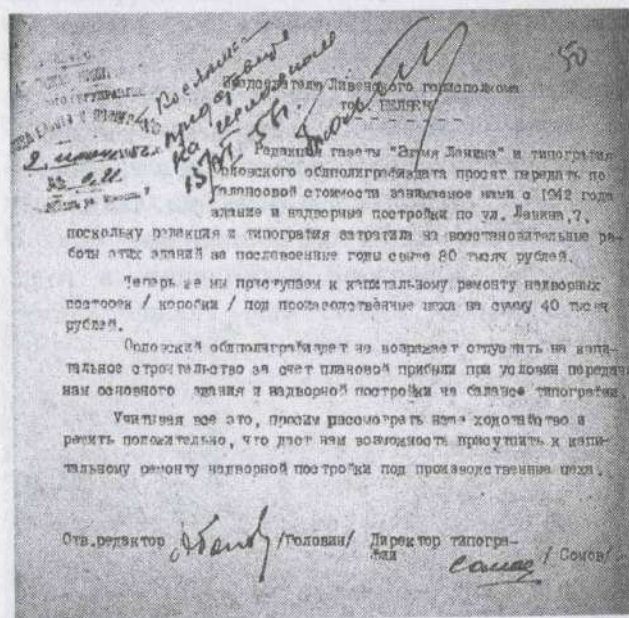 50
Председателю Ливенского горисполкома
тов.
Редакция газеты "Знамя Ленина" и типография
Орловского облполиграфиздата просят передать по
балансовой стоимости занимаемое нами с 1942 года
здание и надворные постройки по ул. Ленина,7,
поскольку редакция и типография затратила на восстановительные ра-
боты этих зданий за послевоенные годы свыше 80 тысяч рублей.
Теперь же мы приступаем к капитальному ремонту надворных
построек / коробки / под производственные цеха на сумму 40 тысяч
рублей.
Орловский облполиграфиздат не возражает отпустить на капи-
тальное строительство за счет плановой прибыли при условии передачи
нам основного здания и надворной постройки на баланс типографии.
Учитывая все это, просим рассмотреть наше ходатайство и
решить положительно, что даст нам возможность приступить к капи-
тальному ремонту надворной постройки под производственные цеха.
Отв.редактор /Головин/ Директор типогра-
фии / Сомов/